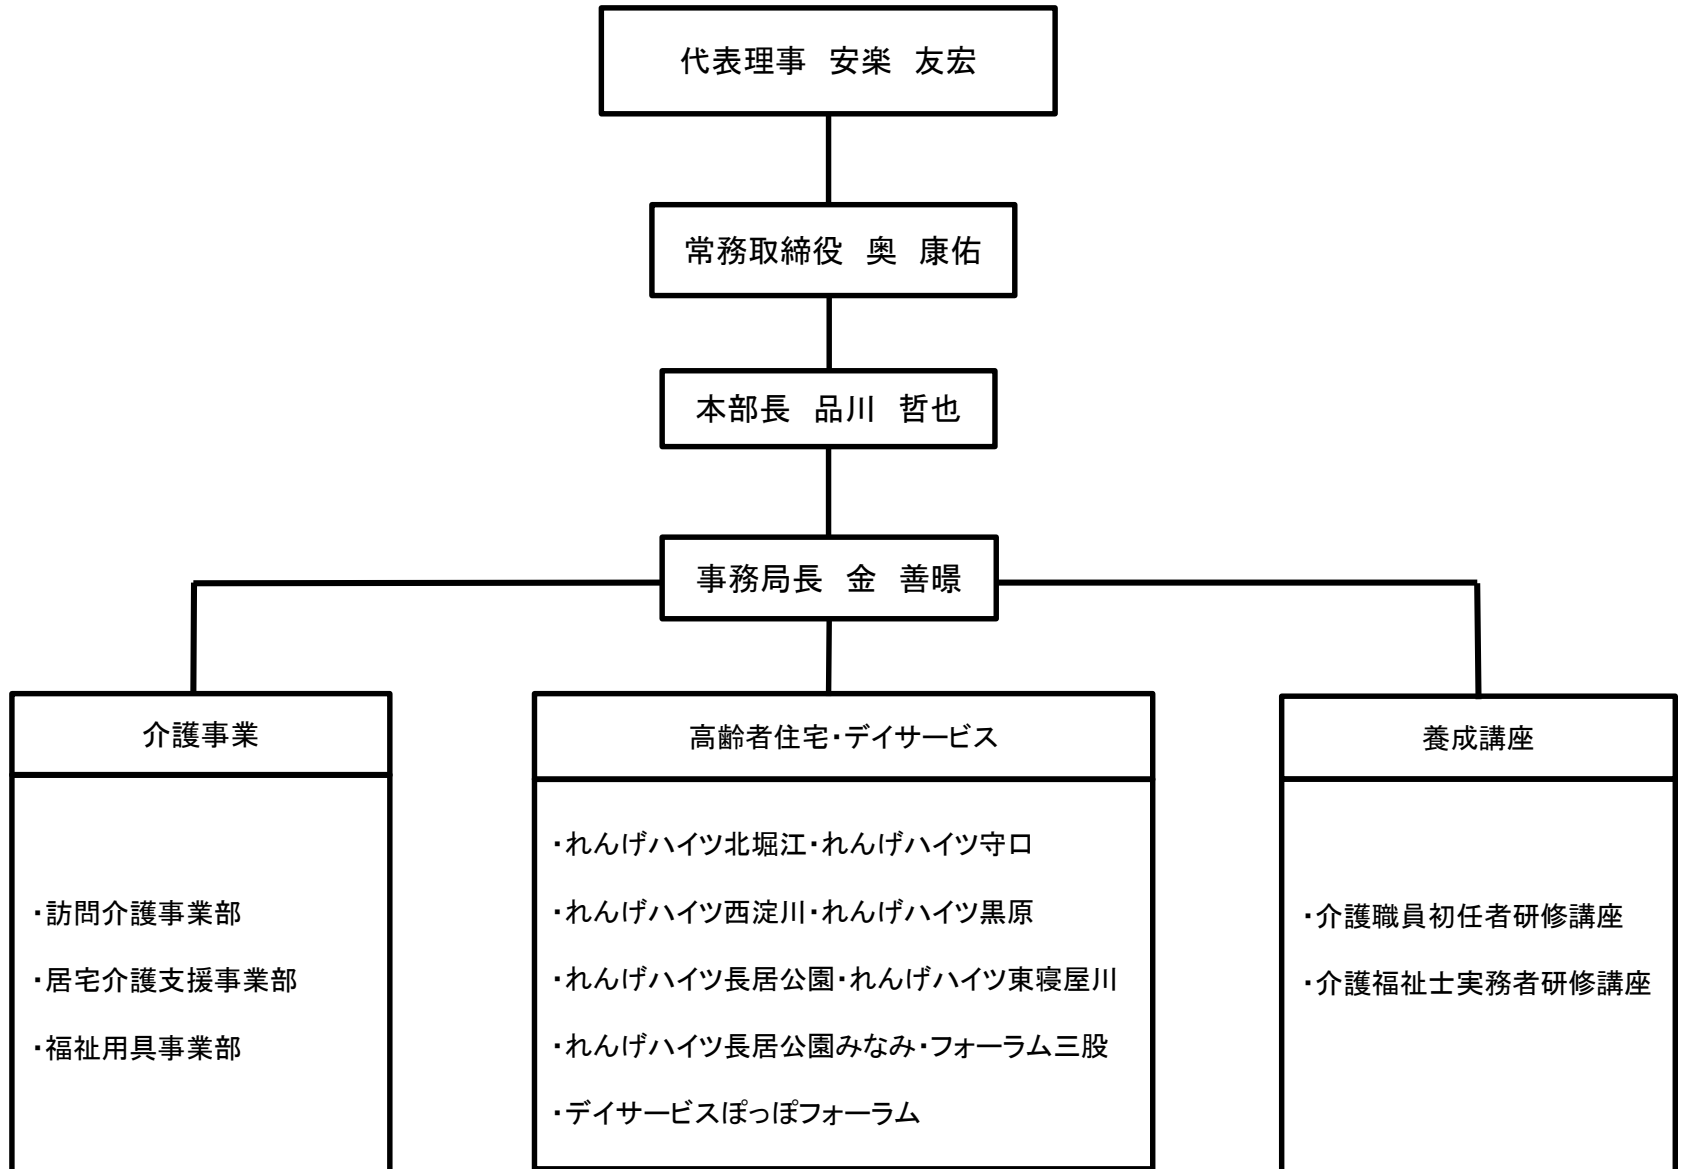 代表理事　安楽　友宏
常務取締役　奥　康佑
本部長　品川　哲也
事務局長　金　善暻
介護事業
・訪問介護事業部
・居宅介護支援事業部
・福祉用具事業部
高齢者住宅・デイサービス
・れんげハイツ北堀江・れんげハイツ守口
・れんげハイツ西淀川・れんげハイツ黒原
・れんげハイツ長居公園・れんげハイツ東寝屋川
・れんげハイツ長居公園みなみ・フォーラム三股
・デイサービスぽっぽフォーラム
養成講座
・介護職員初任者研修講座
・介護福祉士実務者研修講座